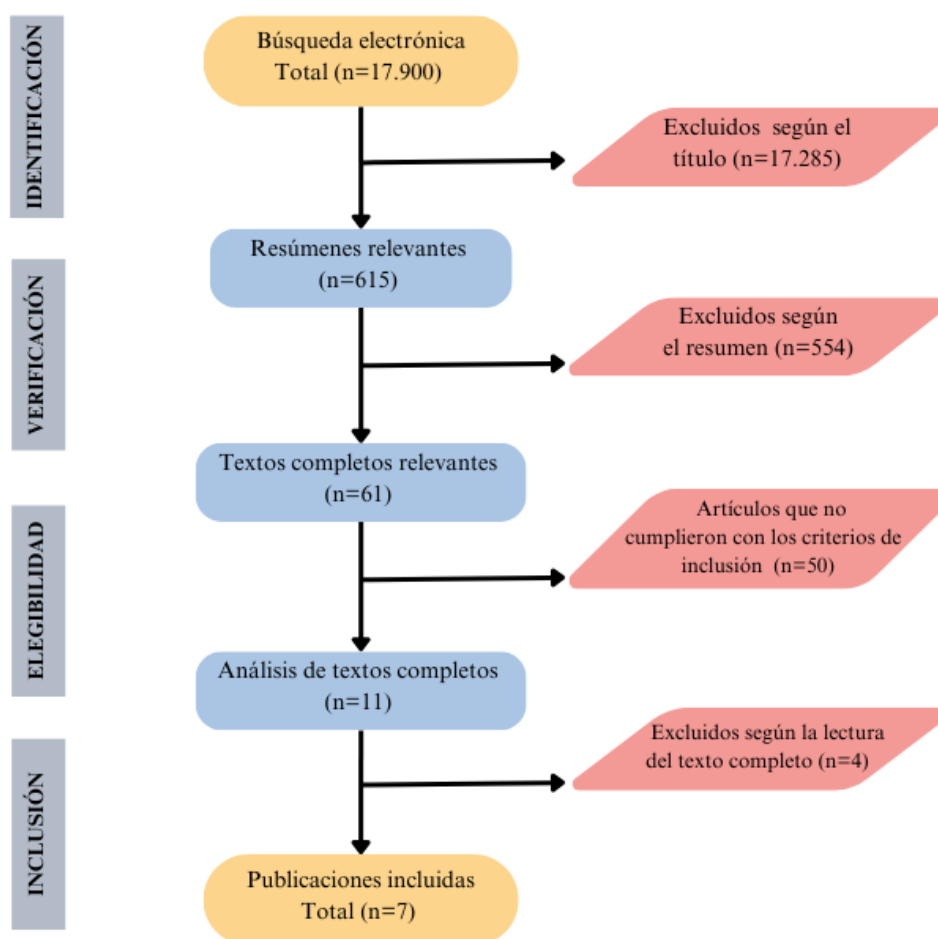 IDENTIFICACIÓN
Búsqueda electrónica
Total (n=17.900)
Excluidos según el
título (n=17.285)
VERIFICACIÓN
Resúmenes relevantes
(n=615)
Excluidos según
el resumen (n=554)
Textos completos relevantes
(n=61)
ELEGIBILIDAD
Artículos que no
cumplieron con los criterios de
inclusión (n=50)
Análisis de textos completos
(n=11)
INCLUSIÓN
Excluidos según la lectura
del texto completo (n=4)
Publicaciones incluidas
Total (n=7)